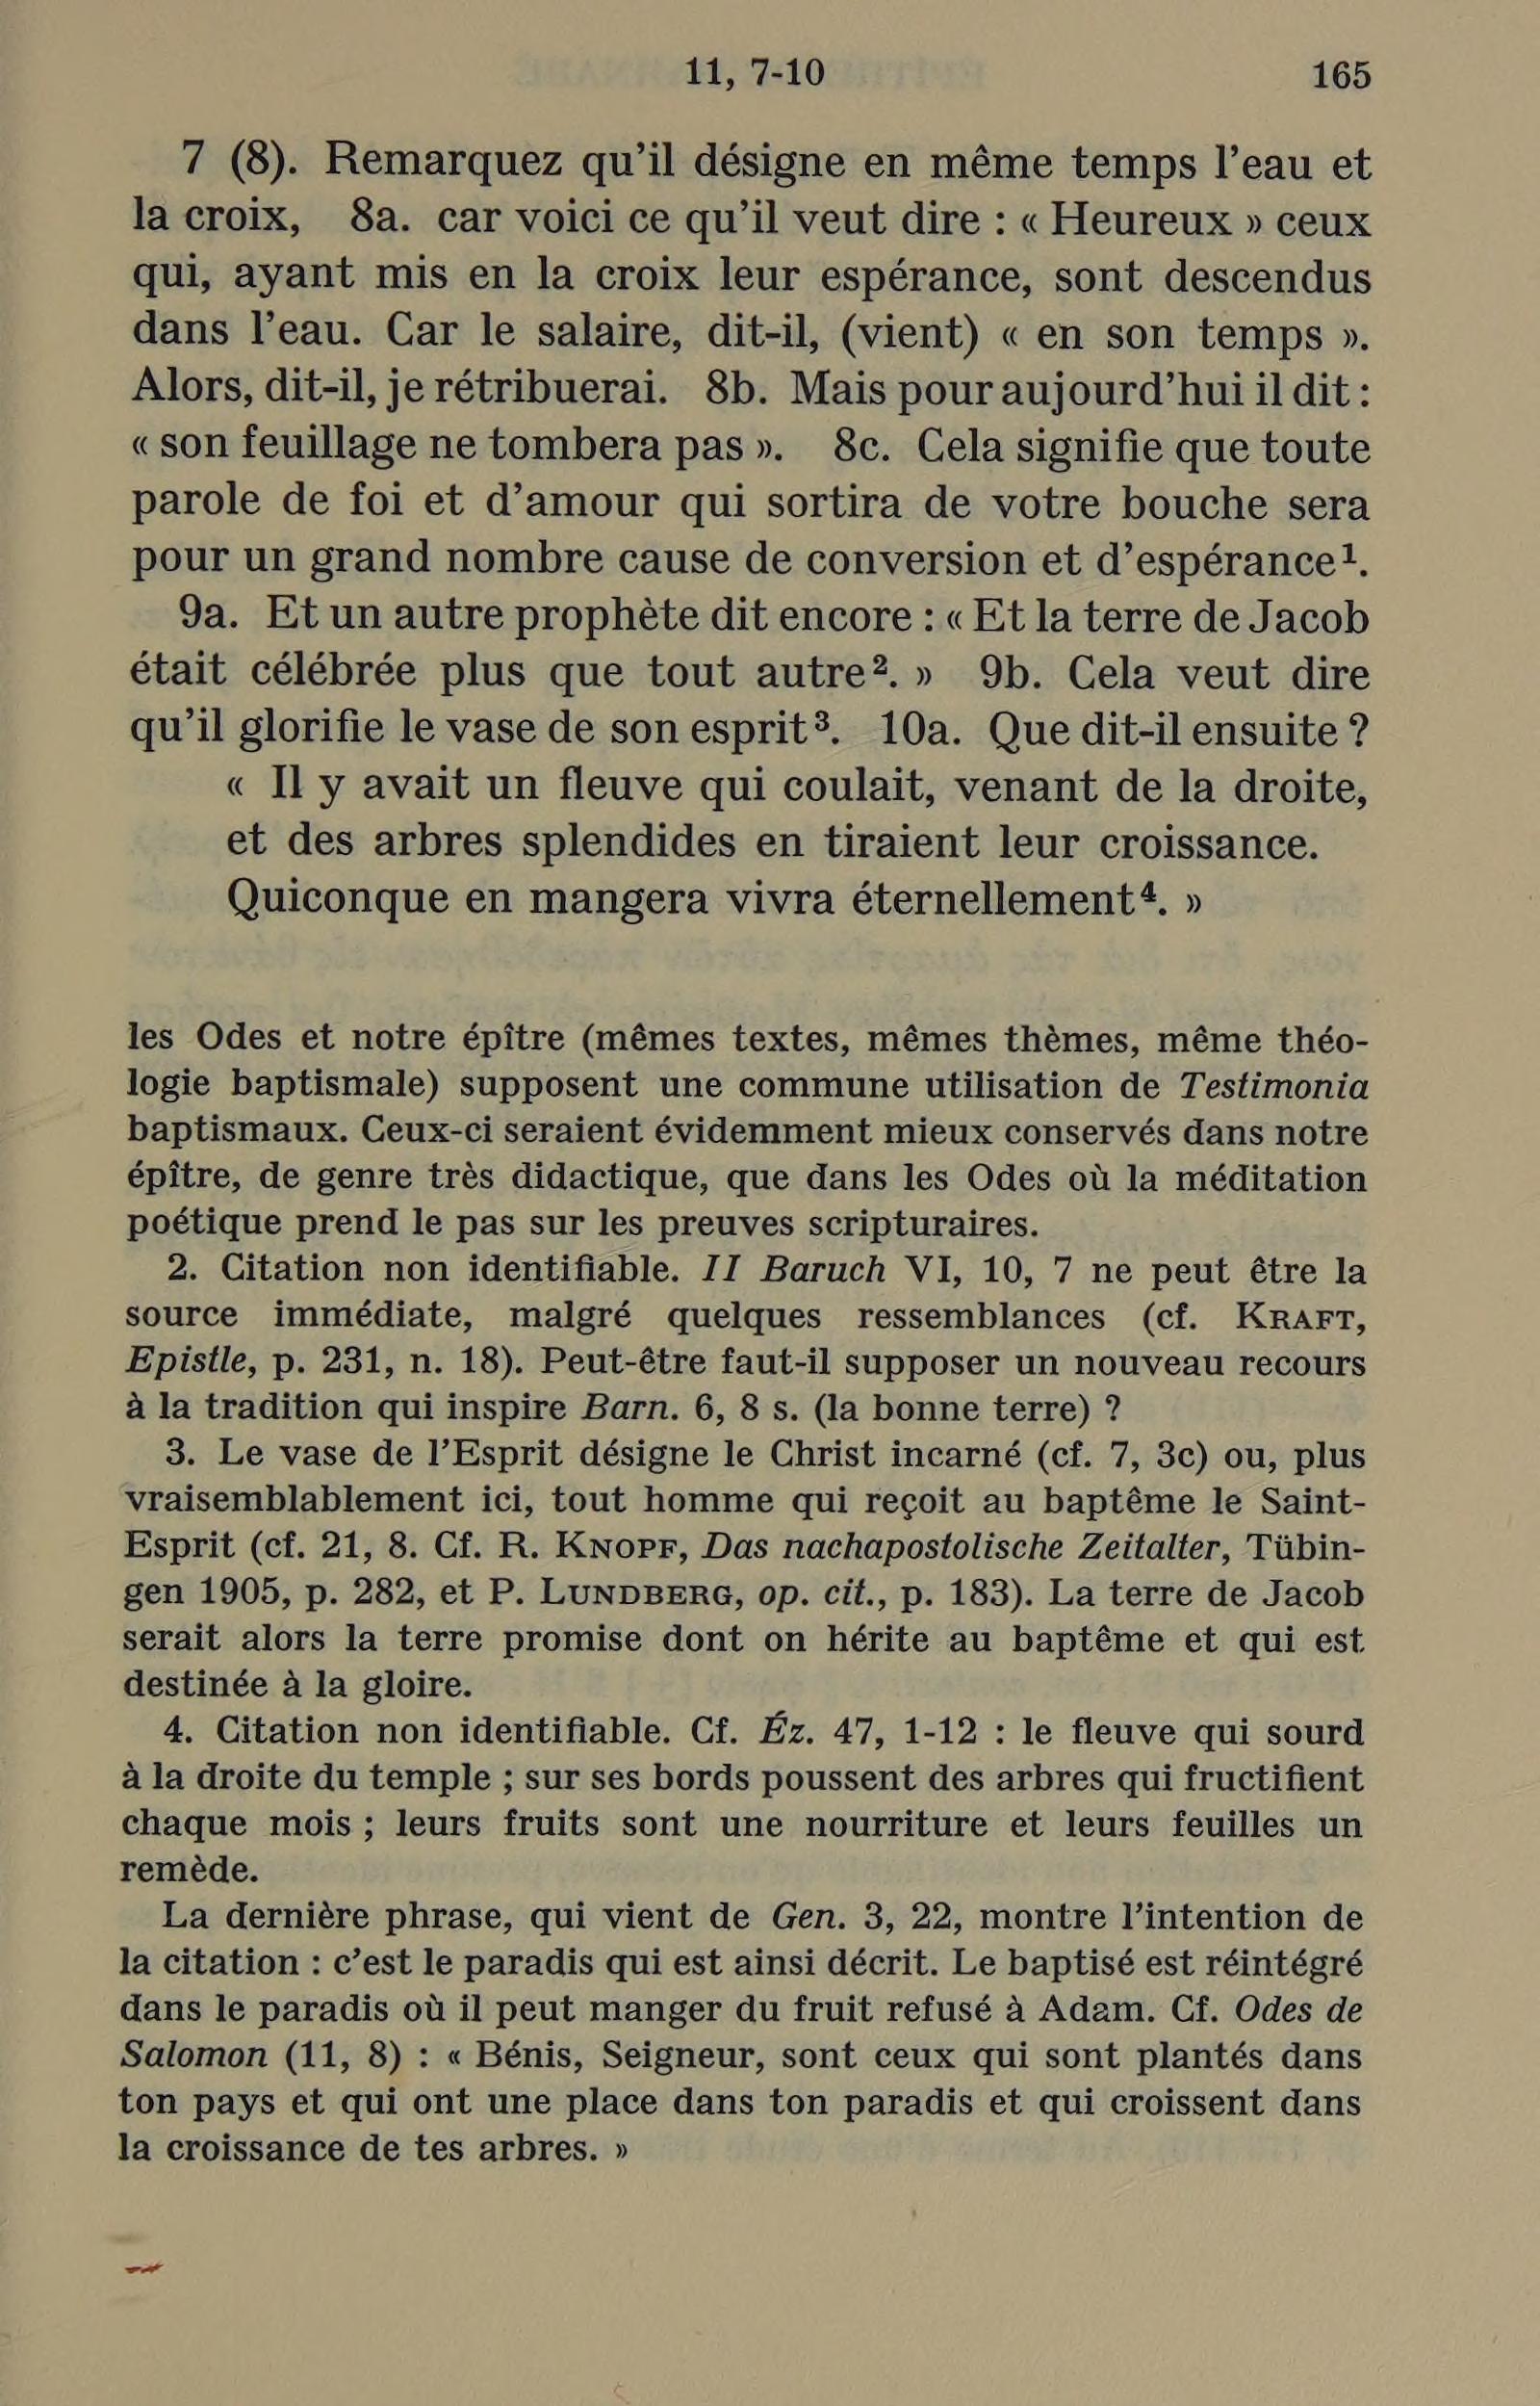 11, 7-10 165
7 (8). Remarquez qu'il désigne en même temps l'eau et
la croix, 8a. car voici ce qu'il veut dire : « Heureux » ceux
qui, ayant mis en la croix leur espérance, sont descendus
dans l'eau. Car le salaire, dit-il, (vient) « en son temps ».
Alors, dit-il, je rétribuerai. 8b. Mais pour aujourd'hui il dit :
« son feuillage ne tombera pas ». 8c. Cela signifie que toute
parole de foi et d'amour qui sortira de votre bouche sera
pour un grand nombre cause de conversion et d'espérance¹.
9a. Et un autre prophète dit encore : « Et la terre de Jacob
était célébrée plus que tout autre². » 9b. Cela veut dire
qu'il glorifie le vase de son esprit³. 10a. Que dit-il ensuite ?
« Il y avait un fleuve qui coulait, venant de la droite,
et des arbres splendides en tiraient leur croissance.
Quiconque en mangera vivra éternellement⁴. »
les Odes et notre épître (mêmes textes, mêmes thèmes, même théo-
logie baptismale) supposent une commune utilisation de Testimonia
baptismaux. Ceux-ci seraient évidemment mieux conservés dans notre
épître, de genre très didactique, que dans les Odes où la méditation
poétique prend le pas sur les preuves scripturaires.
2. Citation non identifiable. II Baruch VI, 10, 7 ne peut être la
source immédiate, malgré quelques ressemblances (cf. KRAFT,
Epistle, p. 231, n. 18). Peut-être faut-il supposer un nouveau recours
à la tradition qui inspire Barn. 6, 8 s. (la bonne terre) ?
3. Le vase de l'Esprit désigne le Christ incarné (cf. 7, 3c) ou, plus
vraisemblablement ici, tout homme qui reçoit au baptême le Saint-
Esprit (cf. 21, 8. Cf. R. KNOPF, Das nachapostolische Zeitalter, Tübin-
gen 1905, p. 282, et P. LUNDBERG, op. cit., p. 183). La terre de Jacob
serait alors la terre promise dont on hérite au baptême et qui est
destinée à la gloire.
4. Citation non identifiable. Cf. Éz. 47, 1-12 : le fleuve qui sourd
à la droite du temple ; sur ses bords poussent des arbres qui fructifient
chaque mois ; leurs fruits sont une nourriture et leurs feuilles un
remède.
La dernière phrase, qui vient de Gen. 3, 22, montre l'intention de
la citation : c'est le paradis qui est ainsi décrit. Le baptisé est réintégré
dans le paradis où il peut manger du fruit refusé à Adam. Cf. Odes de
Salomon (11, 8) : « Bénis, Seigneur, sont ceux qui sont plantés dans
ton pays et qui ont une place dans ton paradis et qui croissent dans
la croissance de tes arbres. »